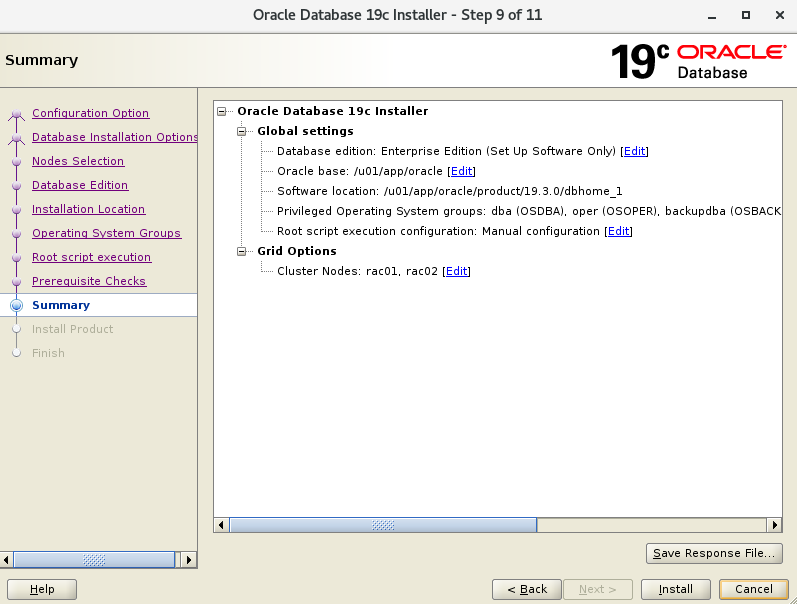 Oracle Database 19c Installer - Step 9 of 11
Summary
19c ORACLE
Database
Configuration Option
Database Installation Options
Nodes Selection
Database Edition
Installation Location
Operating System Groups
Root script execution
Prerequisite Checks
Summary
Install Product
Finish
Oracle Database 19c Installer
Global settings
Database edition: Enterprise Edition (Set Up Software Only) [Edit]
Oracle base: /u01/app/oracle [Edit]
Software location: /u01/app/oracle/product/19.3.0/dbhome_1
Privileged Operating System groups: dba (OSDBA), oper (OSOPER), backupdba (OSBACK
Root script execution configuration: Manual configuration [Edit]
Grid Options
Cluster Nodes: rac01, rac02 [Edit]
Save Response File...
Help
< Back
Next >
Install
Cancel